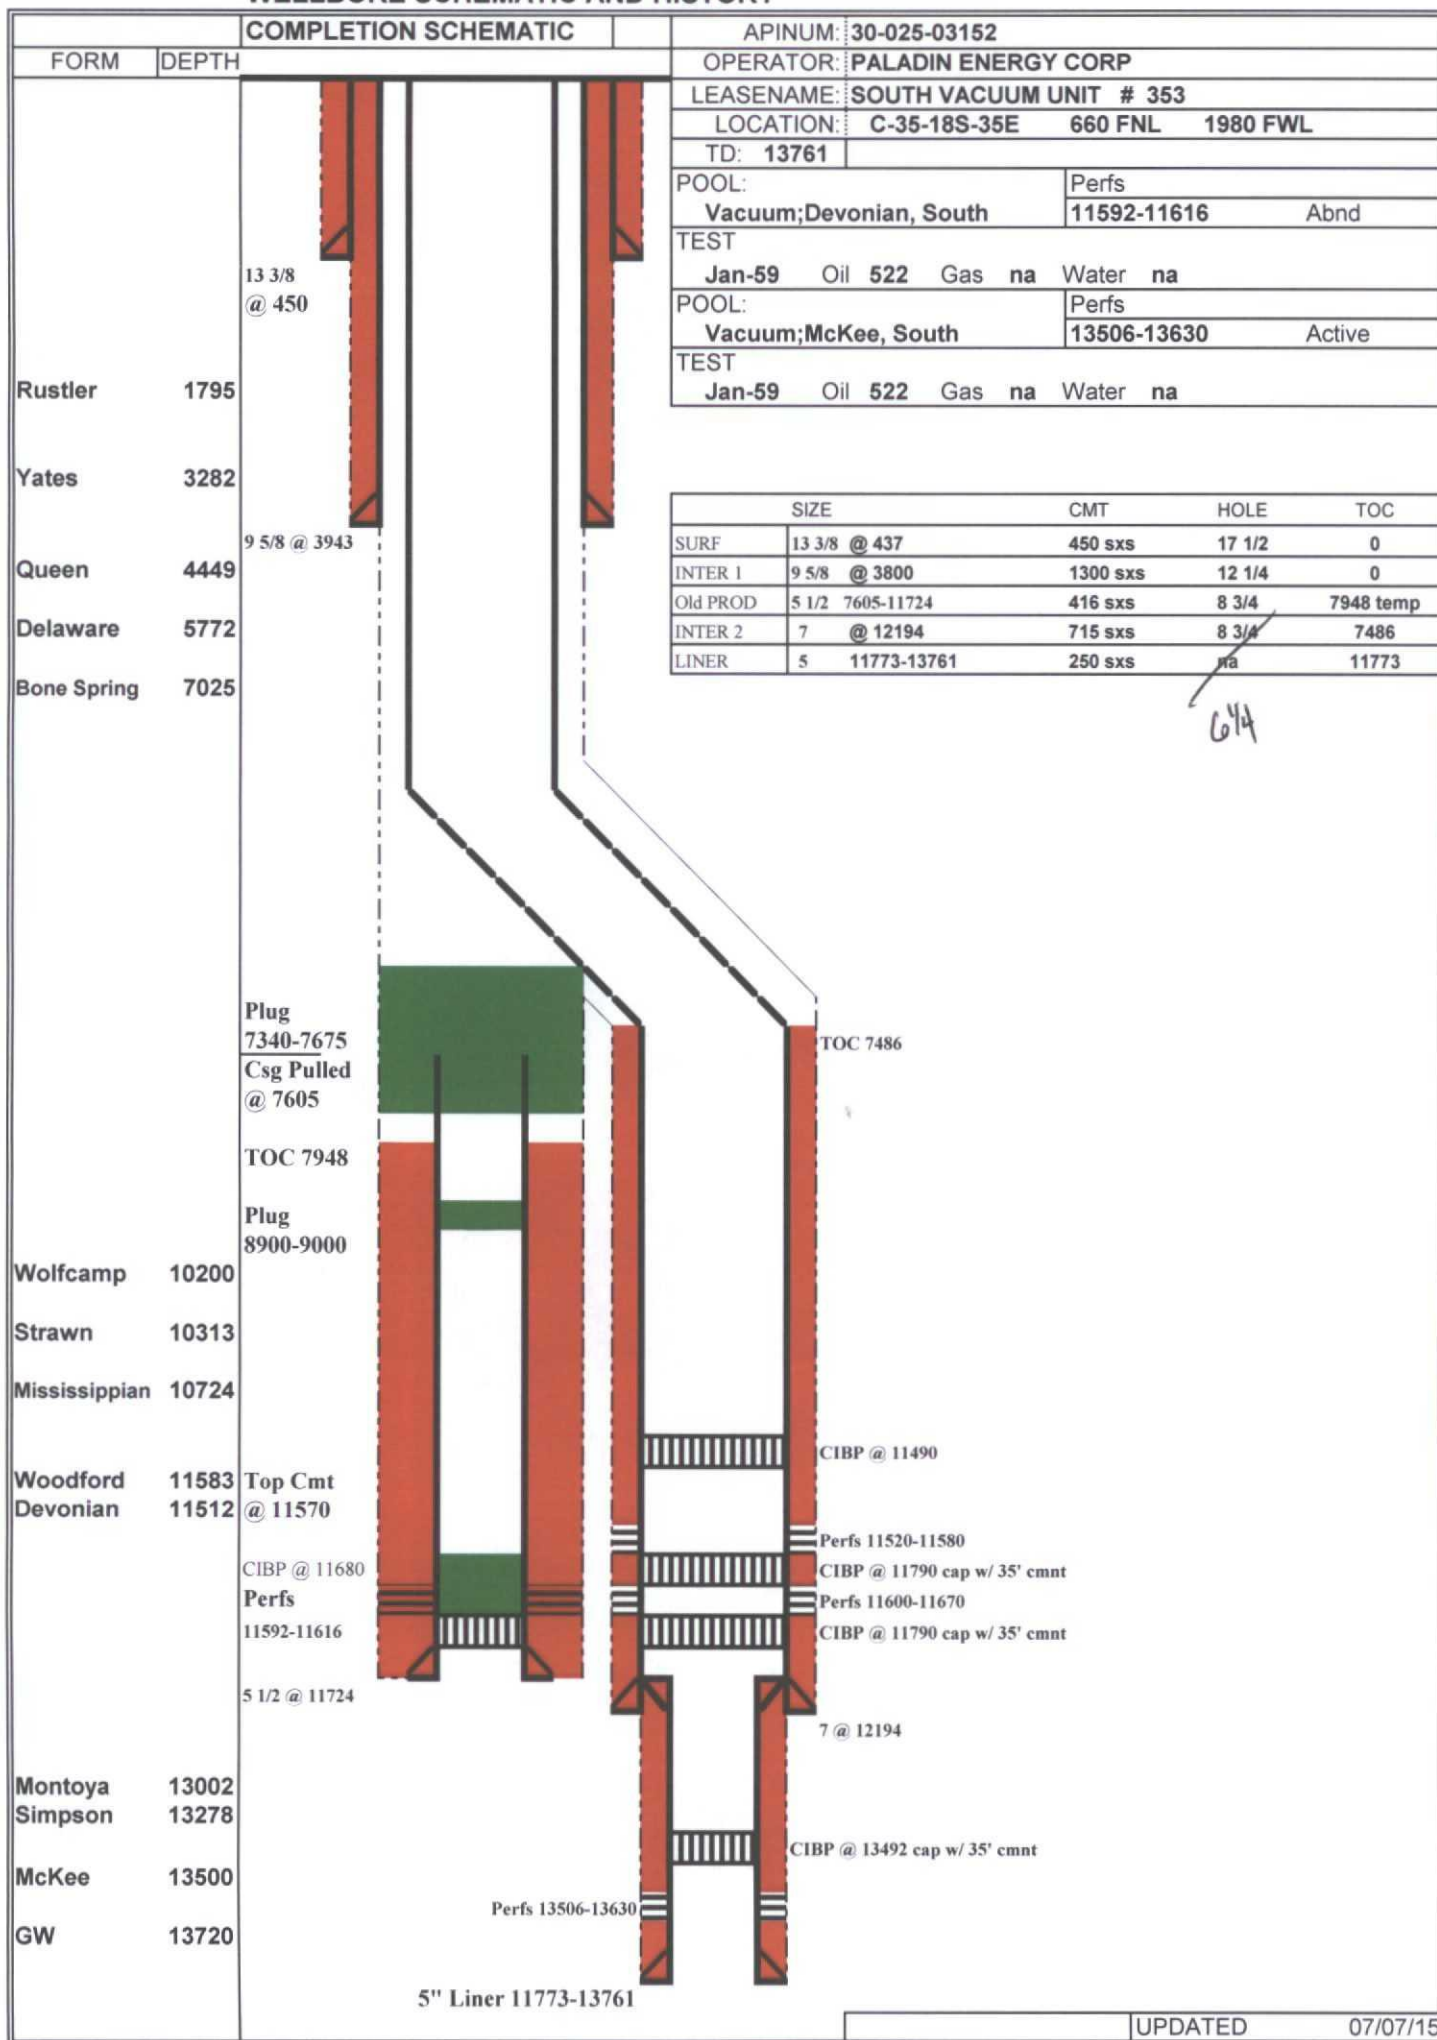 WELLBORE SCHEMATIC AND HISTORY
COMPLETION SCHEMATIC
FORM DEPTH
APINUM: 30-025-03152
OPERATOR: PALADIN ENERGY CORP
LEASENAME: SOUTH VACUUM UNIT # 353
LOCATION: C-35-18S-35E 660 FNL 1980 FWL
TD: 13761
POOL: Perfs
Vacuum;Devonian, South 11592-11616 Abnd
TEST
Jan-59 Oil 522 Gas na Water na
POOL: Perfs
Vacuum;McKee, South 13506-13630 Active
TEST
Jan-59 Oil 522 Gas na Water na
SIZE CMT HOLE TOC
SURF 13 3/8 @ 437 450 sxs 17 1/2 0
INTER 1 9 5/8 @ 3800 1300 sxs 12 1/4 0
Old PROD 5 1/2 7605-11724 416 sxs 8 3/4 7948 temp
INTER 2 7 @ 12194 715 sxs 8 3/4 7486
LINER 5 11773-13761 250 sxs na 11773
6 1/4
13 3/8
@ 450
Rustler 1795
Yates 3282
9 5/8 @ 3943
Queen 4449
Delaware 5772
Bone Spring 7025
Plug
7340-7675
Csg Pulled
@ 7605
TOC 7486
TOC 7948
Plug
8900-9000
Wolfcamp 10200
Strawn 10313
Mississippian 10724
CIBP @ 11490
Woodford 11583 Top Cmt
Devonian 11512 @ 11570
Perfs 11520-11580
CIBP @ 11680
CIBP @ 11790 cap w/ 35' cmnt
Perfs
Perfs 11600-11670
11592-11616
CIBP @ 11790 cap w/ 35' cmnt
5 1/2 @ 11724
7 @ 12194
Montoya 13002
Simpson 13278
CIBP @ 13492 cap w/ 35' cmnt
McKee 13500
Perfs 13506-13630
GW 13720
5" Liner 11773-13761
UPDATED 07/07/15